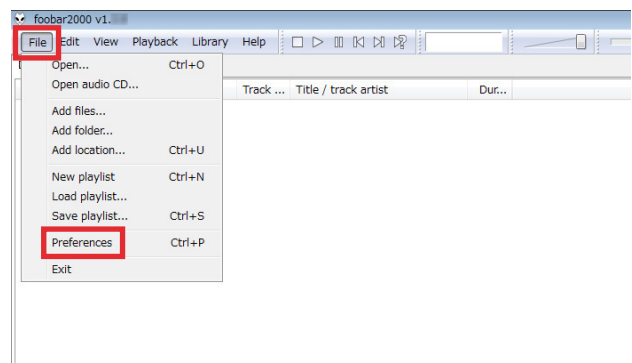 foobar2000 v1.
File Edit View Playback Library Help
Open... Ctrl+O
Open audio CD...
Track ... Title / track artist Dur...
Add files...
Add folder...
Add location... Ctrl+U
New playlist Ctrl+N
Load playlist...
Save playlist... Ctrl+S
Preferences Ctrl+P
Exit